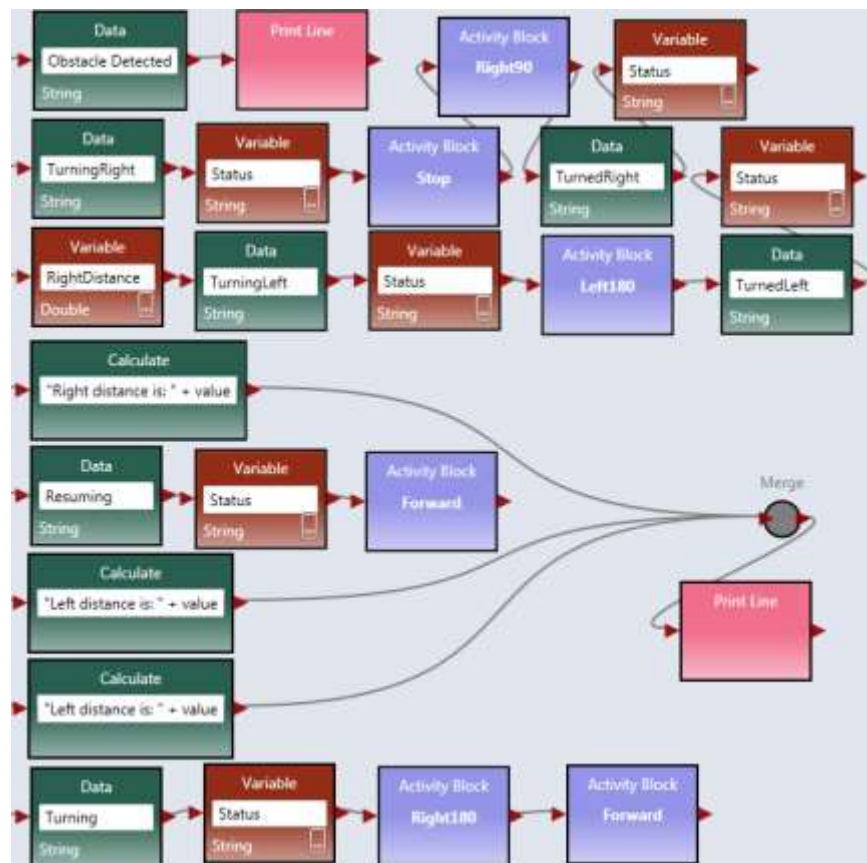 Data
Obstacle Detected
String
Print Line
Activity Block
Right90
Variable
Status
String
Data
TurningRight
String
Variable
Status
String
Activity Block
Stop
Data
TurnedRight
String
Variable
Status
String
Variable
RightDistance
Double
Data
TurningLeft
String
Variable
Status
String
Activity Block
Left180
Data
TurnedLeft
String
Calculate
"Right distance is: " + value
Data
Resuming
String
Variable
Status
String
Activity Block
Forward
Merge
Calculate
"Left distance is: " + value
Print Line
Calculate
"Left distance is: " + value
Data
Turning
String
Variable
Status
String
Activity Block
Right180
Activity Block
Forward